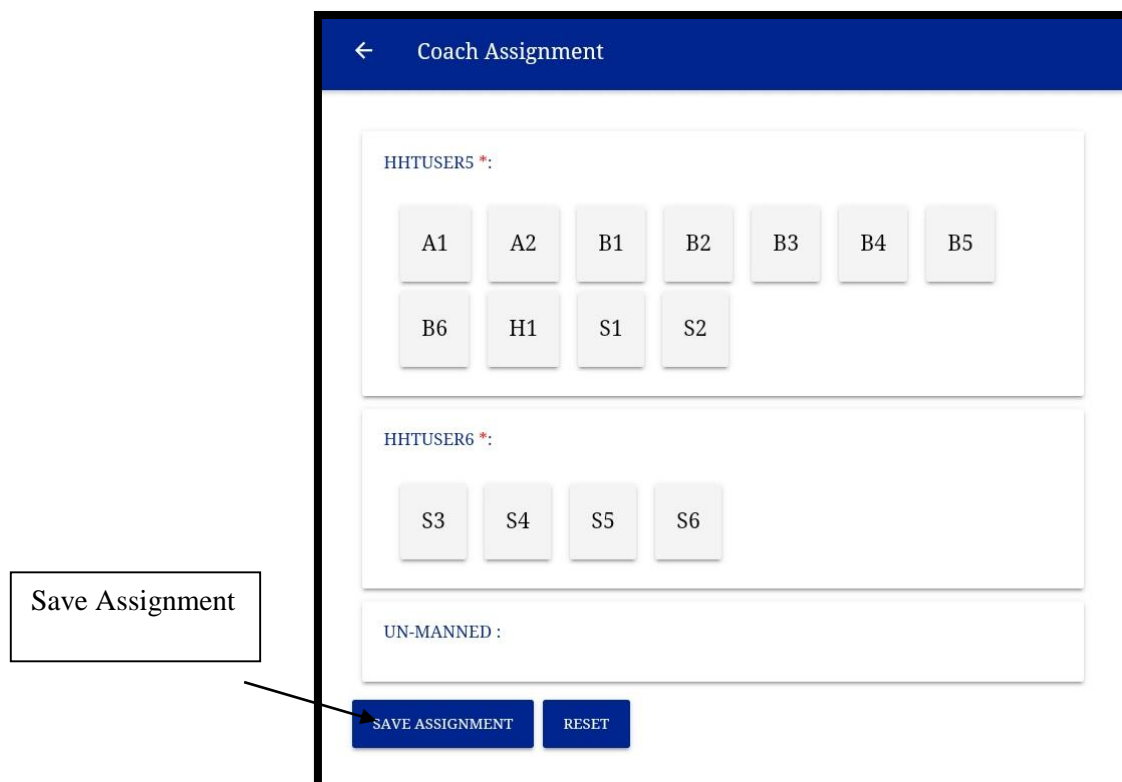 ← Coach Assignment
HHTUSER5 *:
A1 A2 B1 B2 B3 B4 B5
B6 H1 S1 S2
HHTUSER6 *:
S3 S4 S5 S6
Save Assignment
UN-MANNED :
SAVE ASSIGNMENT RESET